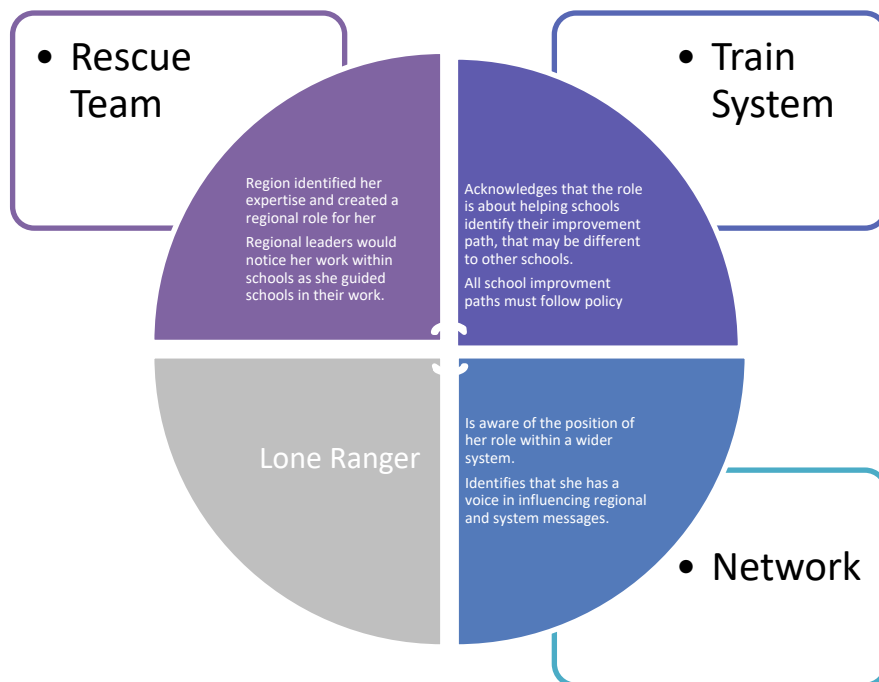 • Rescue
Team
Region identified her
expertise and created a
regional role for her
Regional leaders would
notice her work within
schools as she guided
schools in their work.
• Train
System
Acknowledges that the role
is about helping schools
identify their improvement
path, that may be different
to other schools.
All school improvment
paths must follow policy
Lone Ranger
Is aware of the position of
her role within a wider
system.
Identifies that she has a
voice in influencing regional
and system messages.
• Network